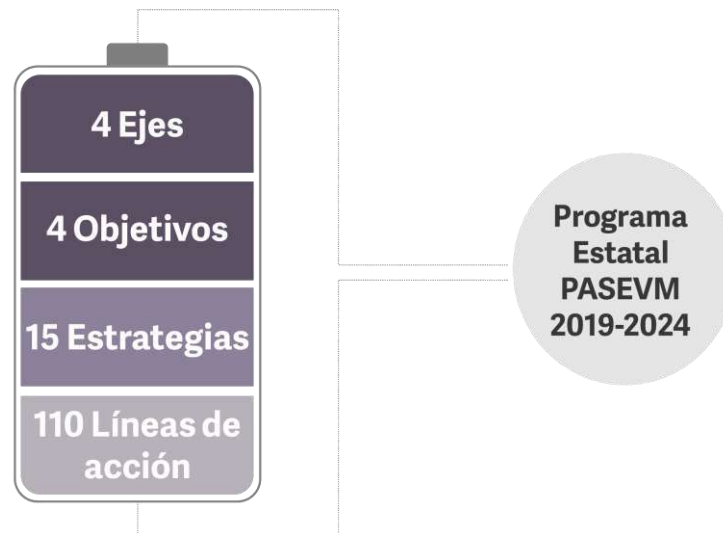 4 Ejes
4 Objetivos
15 Estrategias
110 Líneas de
acción
Programa
Estatal
PASEVM
2019-2024